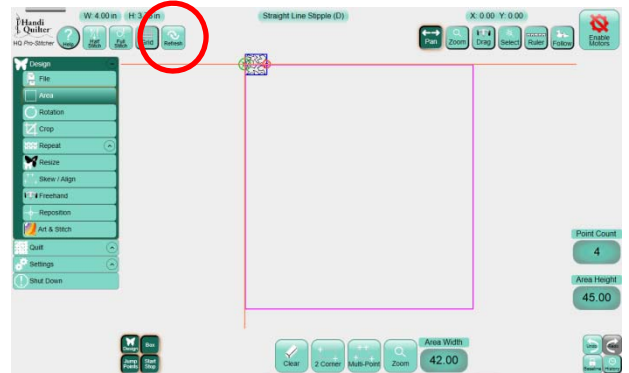 Handi Quilter
HQ Pro-Stitcher
Help
Half Stitch
Full Stitch
Grid
Refresh
W: 4.00 in
Straight Line Stipple (D)
X: 0.00 Y: 0.00
Pan
Zoom
Drag
Select
Ruler
Follow
Enable Motors
Design
File
Area
Rotation
Crop
Repeat
Resize
Skew / Align
Freehand
Reposition
Art & Stitch
Quilt
Settings
Shut Down
Point Count
4
Area Height
45.00
Design
Box
Jump Points
Start Stop
Clear
2 Corner
Multi-Point
Zoom
Area Width
42.00
Undo
Baseline
History